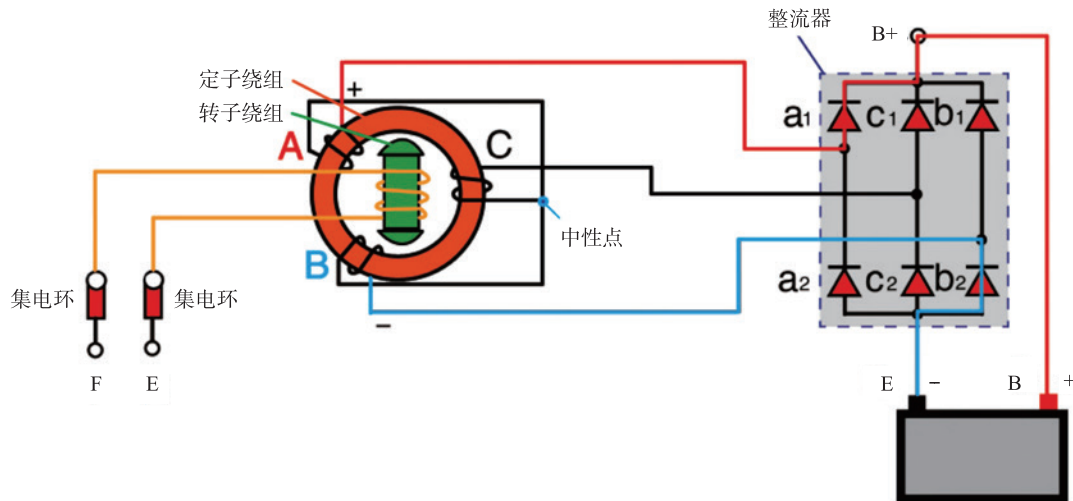 整流器
B+
定子绕组
转子绕组
+
A
C
a1 c1 b1
中性点
B
a2 c2 b2
集电环 集电环
−
F E
E − B +